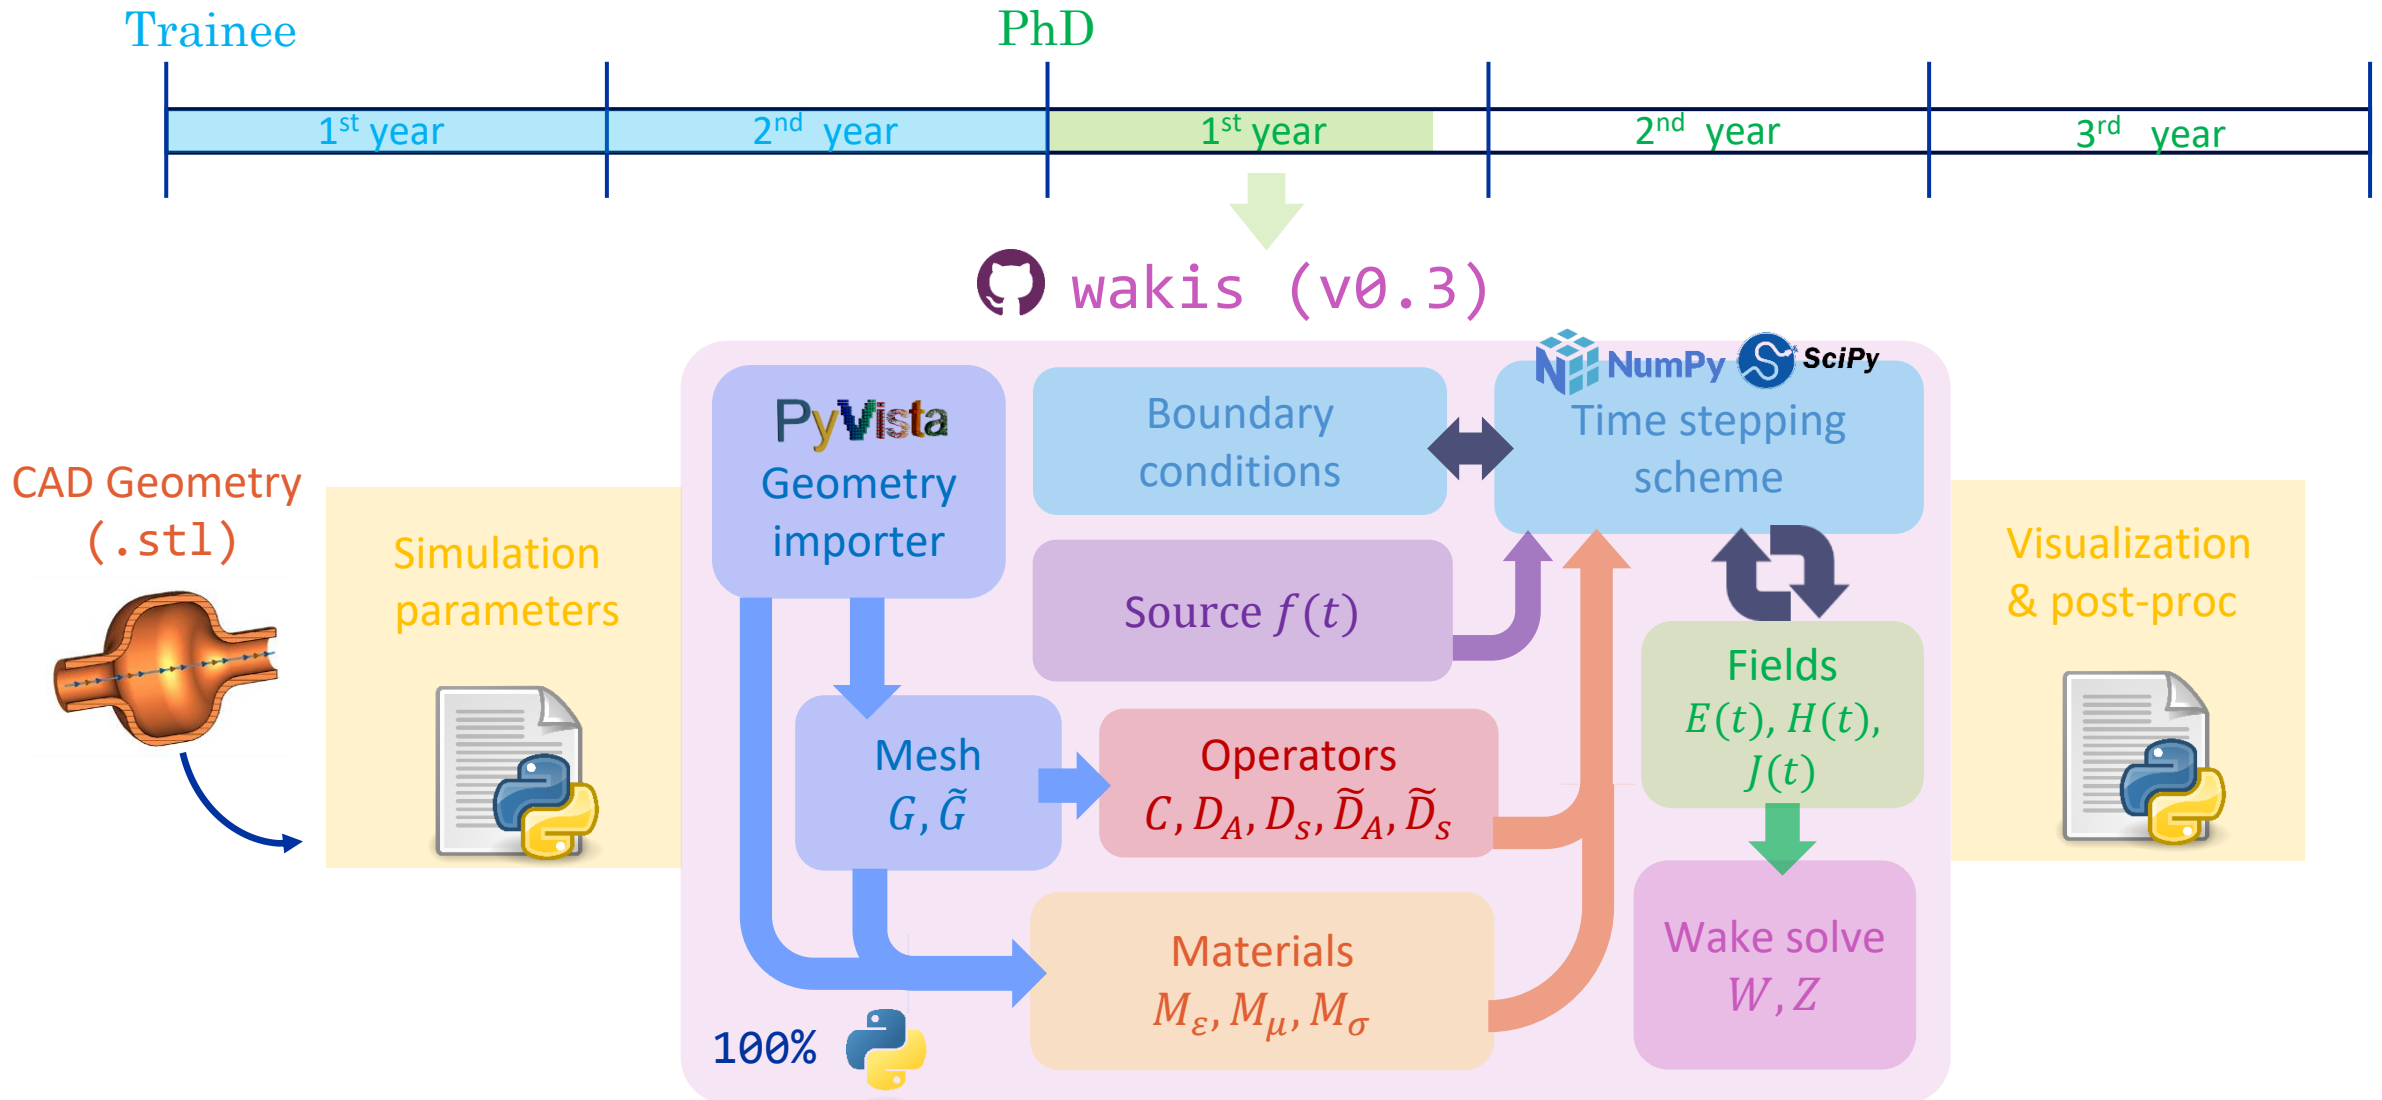 Trainee
PhD
1st year
2nd year
1st year
2nd year
3rd year
wakis (v0.3)
CAD Geometry
(.stl)
Simulation
parameters
PyVista
Geometry
importer
Boundary
conditions
NumPy
SciPy
Time stepping
scheme
Source f(t)
Mesh
G, G̃
Operators
C, D_A, D_s, D̃_A, D̃_s
Materials
M_ε, M_μ, M_σ
Fields
E(t), H(t),
J(t)
Wake solve
W, Z
100%
Visualization
& post-proc